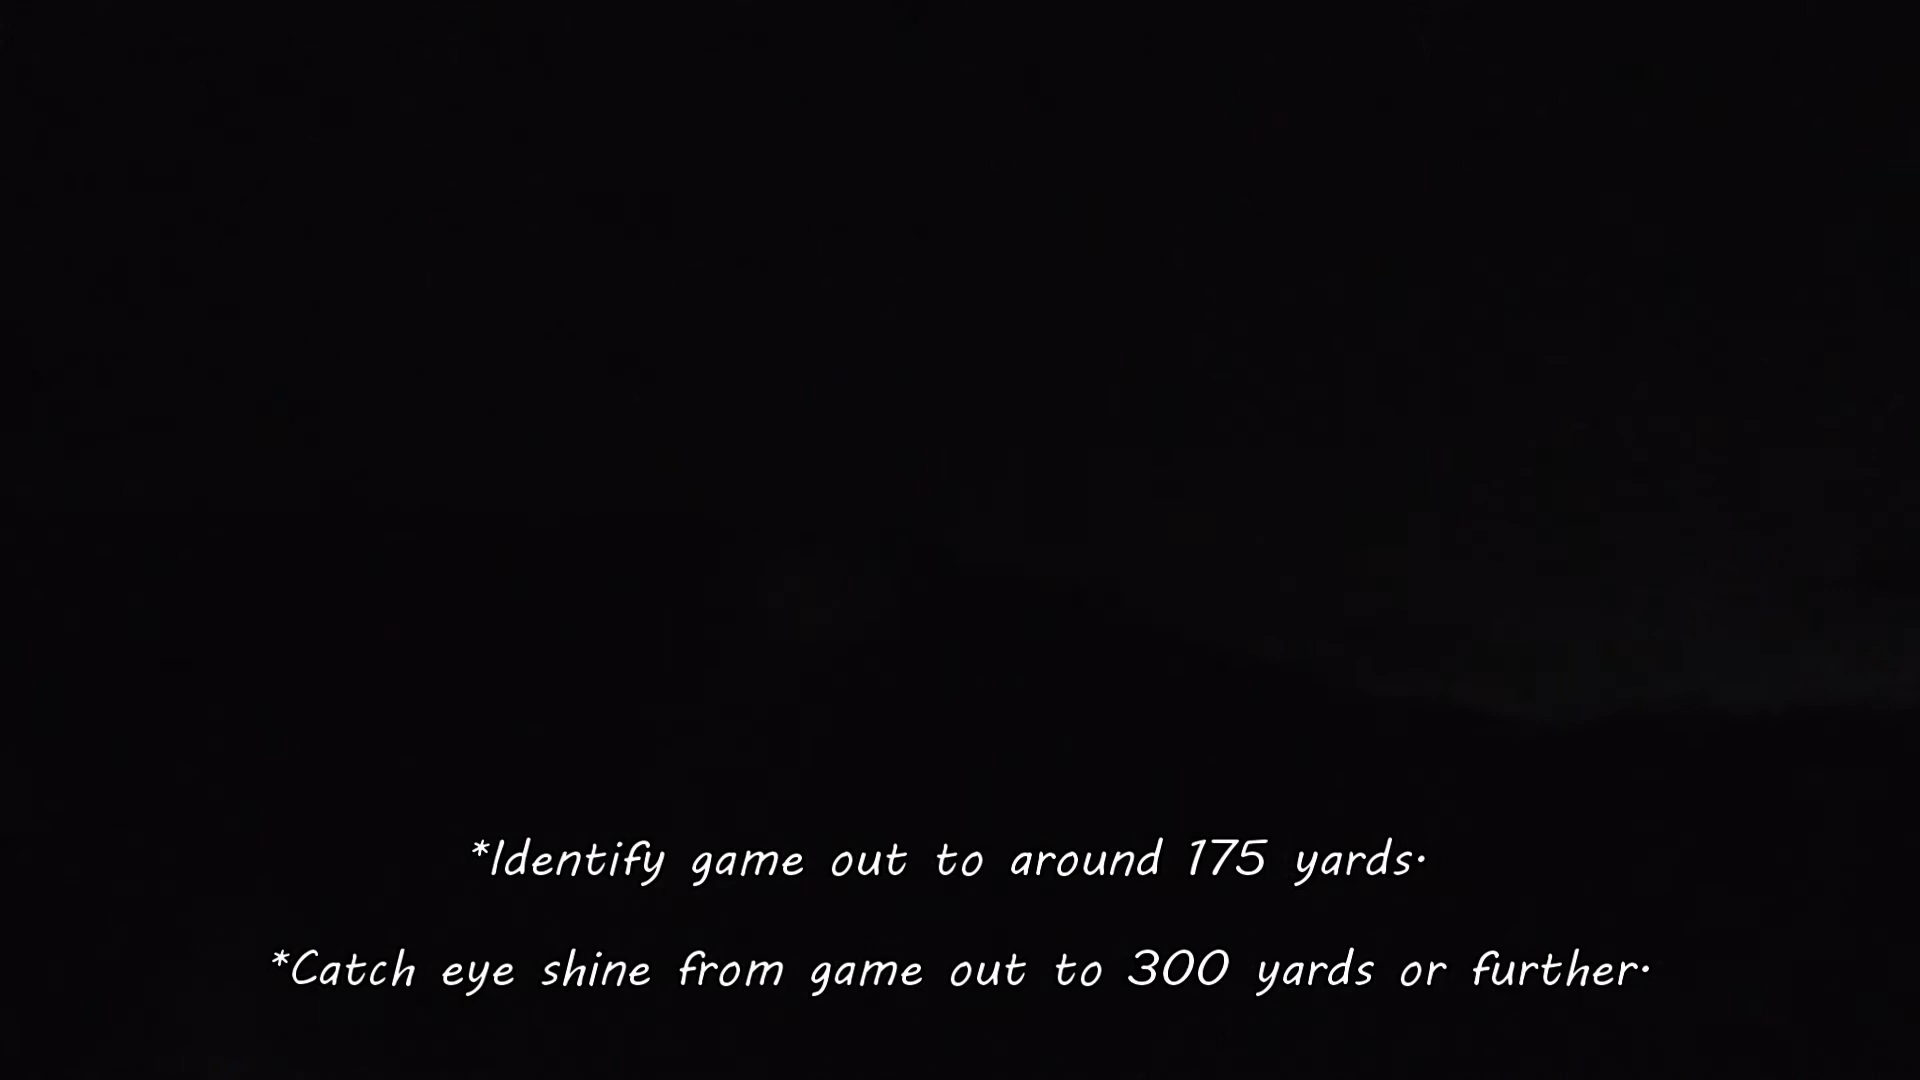 *Identify game out to around 175 yards.
*Catch eye shine from game out to 300 yards or further.